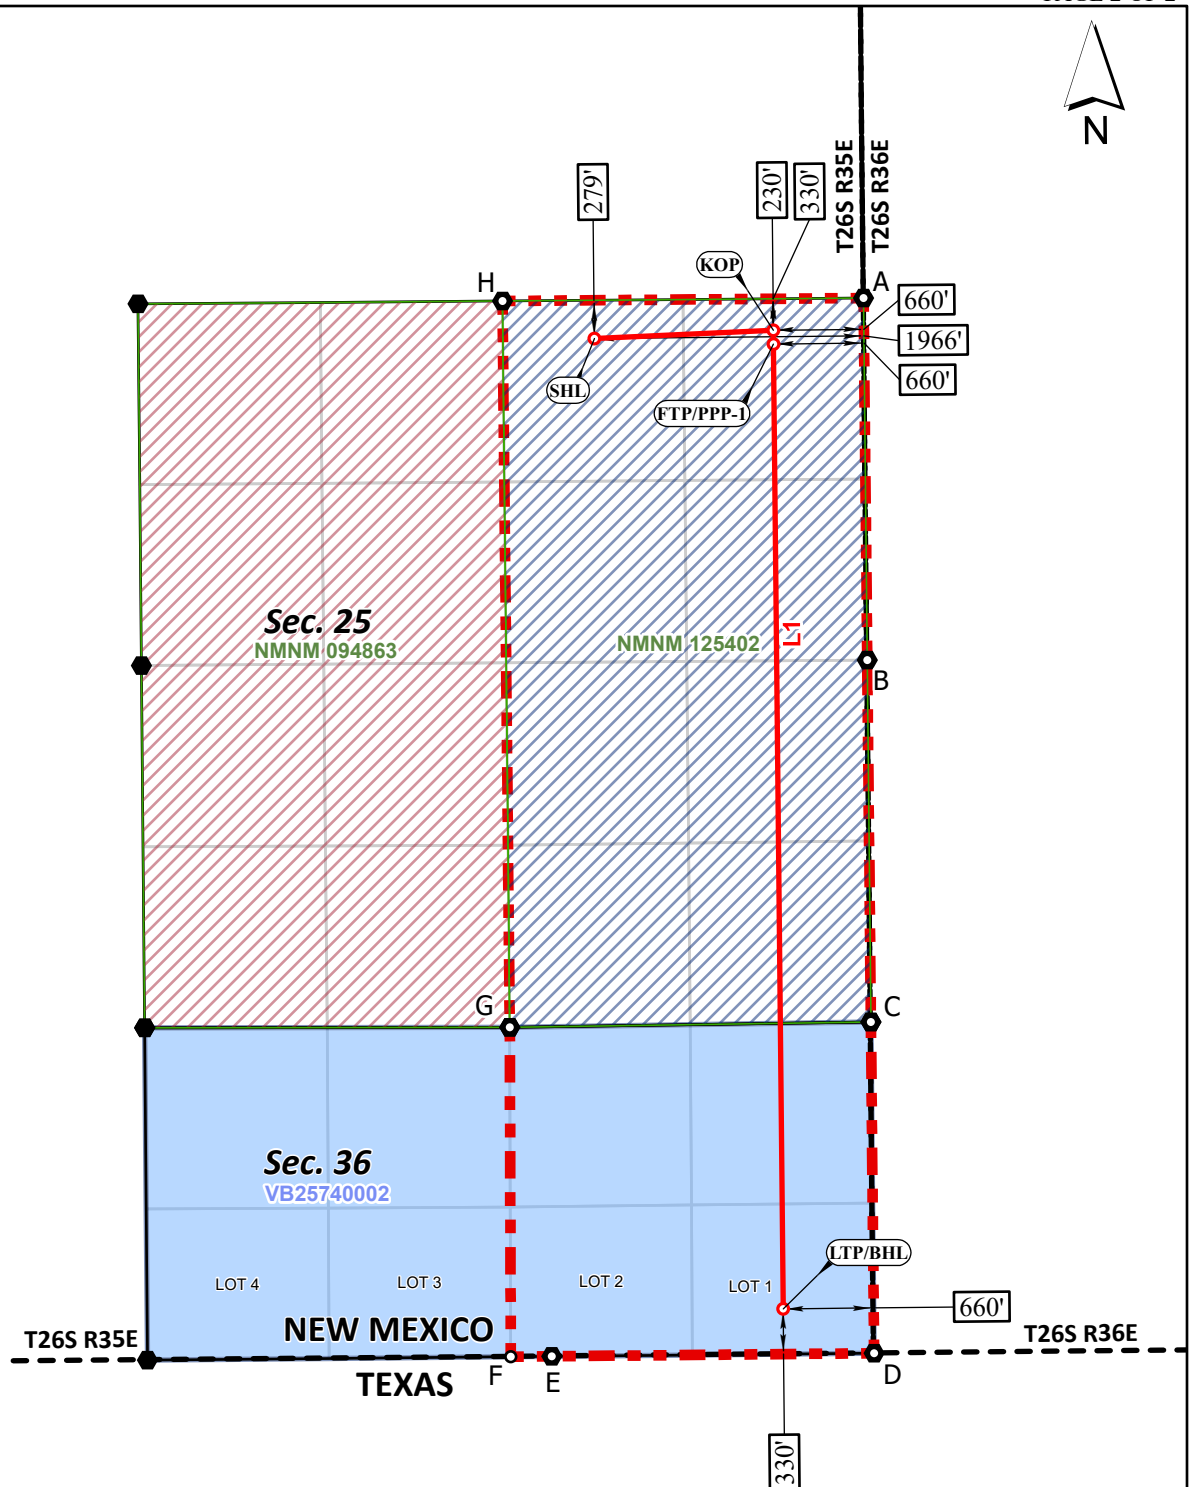 N
T26S R35E
T26S R36E
279'
230'
330'
KOP
H
A
660'
1966'
660'
SHL
FTP/PPP-1
Sec. 25
NMNM 094863
NMNM 125402
L1
B
G
C
Sec. 36
VB25740002
LTP/BHL
LOT 4
LOT 3
LOT 2
LOT 1
660'
NEW MEXICO
T26S R35E
T26S R36E
TEXAS
F
E
D
330'